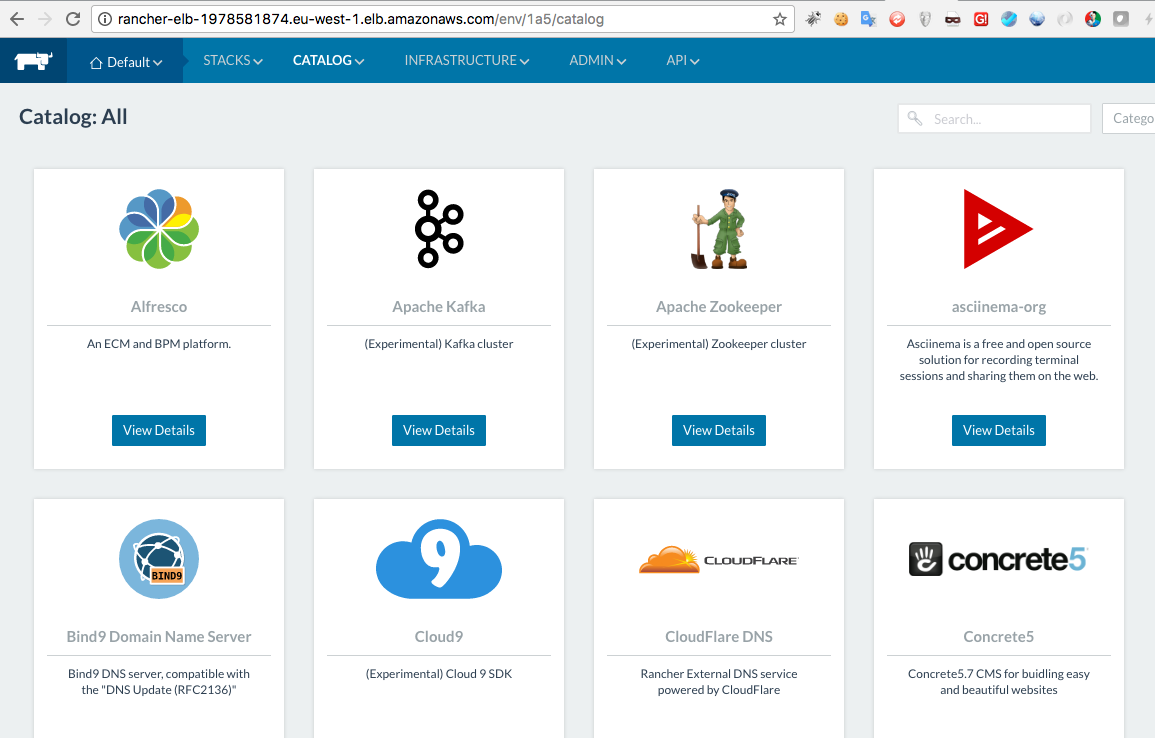 rancher-elb-1978581874.eu-west-1.elb.amazonaws.com/env/1a5/catalog
Default STACKS CATALOG INFRASTRUCTURE ADMIN API
Catalog: All
Search...
Catego
Alfresco
An ECM and BPM platform.
View Details
Apache Kafka
(Experimental) Kafka cluster
View Details
Apache Zookeeper
(Experimental) Zookeeper cluster
View Details
asciinema-org
Asciinema is a free and open source
solution for recording terminal
sessions and sharing them on the web.
View Details
BIND9
Bind9 Domain Name Server
Bind9 DNS server, compatible with
the "DNS Update (RFC2136)"
9
Cloud9
(Experimental) Cloud 9 SDK
CLOUDFLARE
CloudFlare DNS
Rancher External DNS service
powered by CloudFlare
concrete5
Concrete5
Concrete5.7 CMS for buidling easy
and beautiful websites